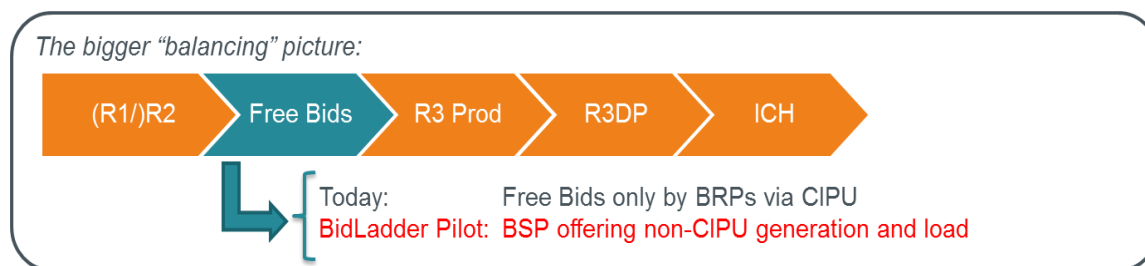 The bigger “balancing” picture:
(R1/)R2 Free Bids R3 Prod R3DP ICH
Today: Free Bids only by BRPs via CIPU
BidLadder Pilot: BSP offering non-CIPU generation and load